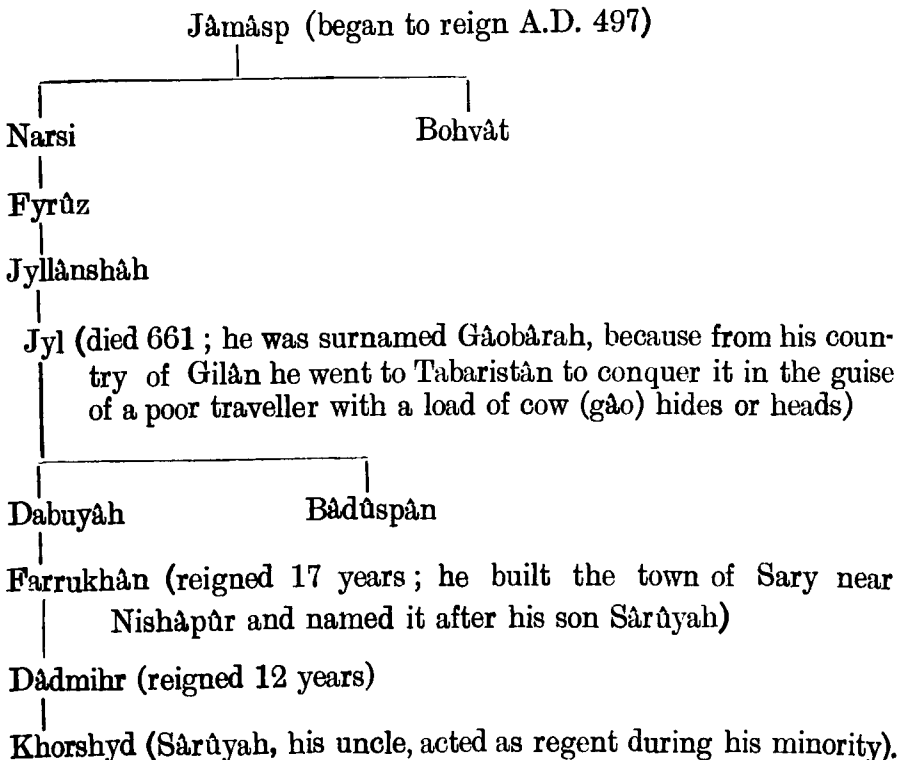 Jâmâsp (began to reign A.D. 497)
Narsi Bohvât
Fyrûz
Jyllânshâh
Jyl (died 661 ; he was surnamed Gâobârah, because from his coun-
try of Gilân he went to Tabaristân to conquer it in the guise
of a poor traveller with a load of cow (gâo) hides or heads)
Dabuyâh Bâdûspân
Farrukhân (reigned 17 years ; he built the town of Sary near
Nishâpûr and named it after his son Sârûyah)
Dâdmihr (reigned 12 years)
Khorshyd (Sârûyah, his uncle, acted as regent during his minority).